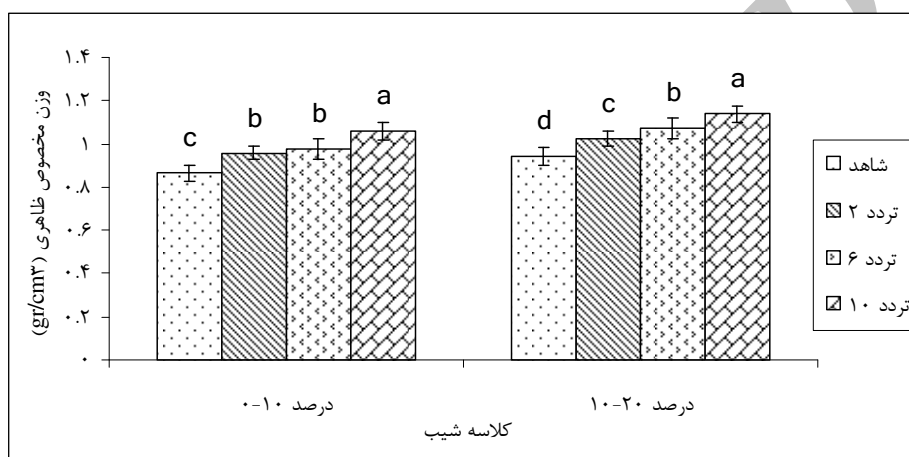 ۱.۴
۱.۲
۱
۰.۸
۰.۶
۰.۴
۰.۲
۰
وزن مخصوص ظاهری (gr/cm۳)
c b b a
d c b a
۰-۱۰ درصد
۱۰-۲۰ درصد
کلاسه شیب
شاهد
تردد ۲
تردد ۶
تردد ۱۰